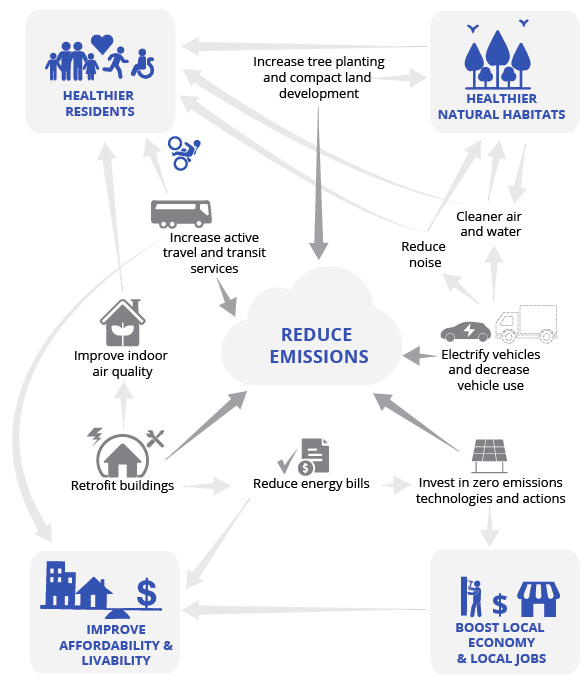 HEALTHIER
RESIDENTS
Increase tree planting
and compact land
development
HEALTHIER
NATURAL HABITATS
Increase active
travel and transit
services
Cleaner air
and water
Reduce
noise
REDUCE
EMISSIONS
Improve indoor
air quality
Electrify vehicles
and decrease
vehicle use
Retrofit buildings
$
Reduce energy bills
Invest in zero emissions
technologies and actions
$
IMPROVE
AFFORDABILITY &
LIVABILITY
$
BOOST LOCAL
ECONOMY
& LOCAL JOBS